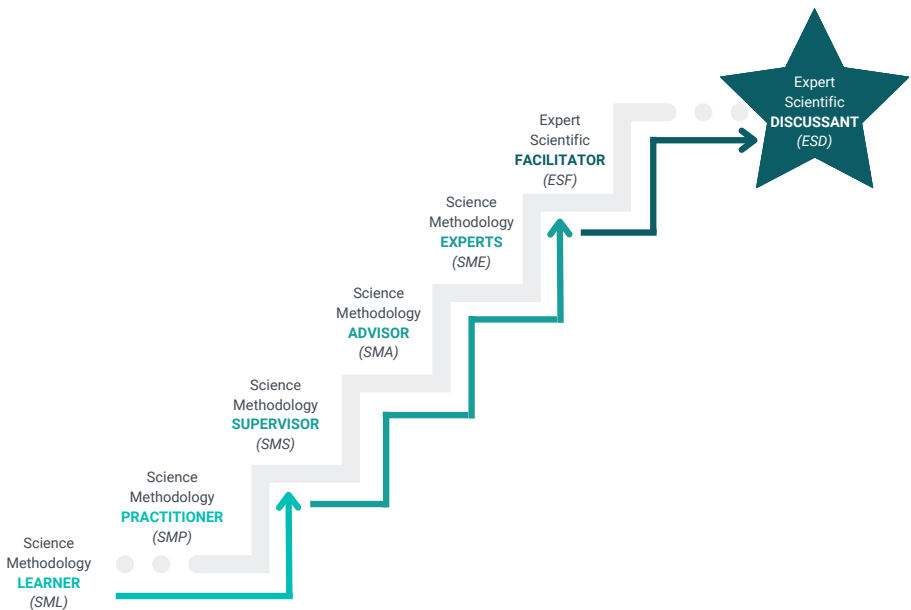 Expert
Scientific
DISCUSSANT
(ESD)
Expert
Scientific
FACILITATOR
(ESF)
Science
Methodology
EXPERTS
(SME)
Science
Methodology
ADVISOR
(SMA)
Science
Methodology
SUPERVISOR
(SMS)
Science
Methodology
PRACTITIONER
(SMP)
Science
Methodology
LEARNER
(SML)